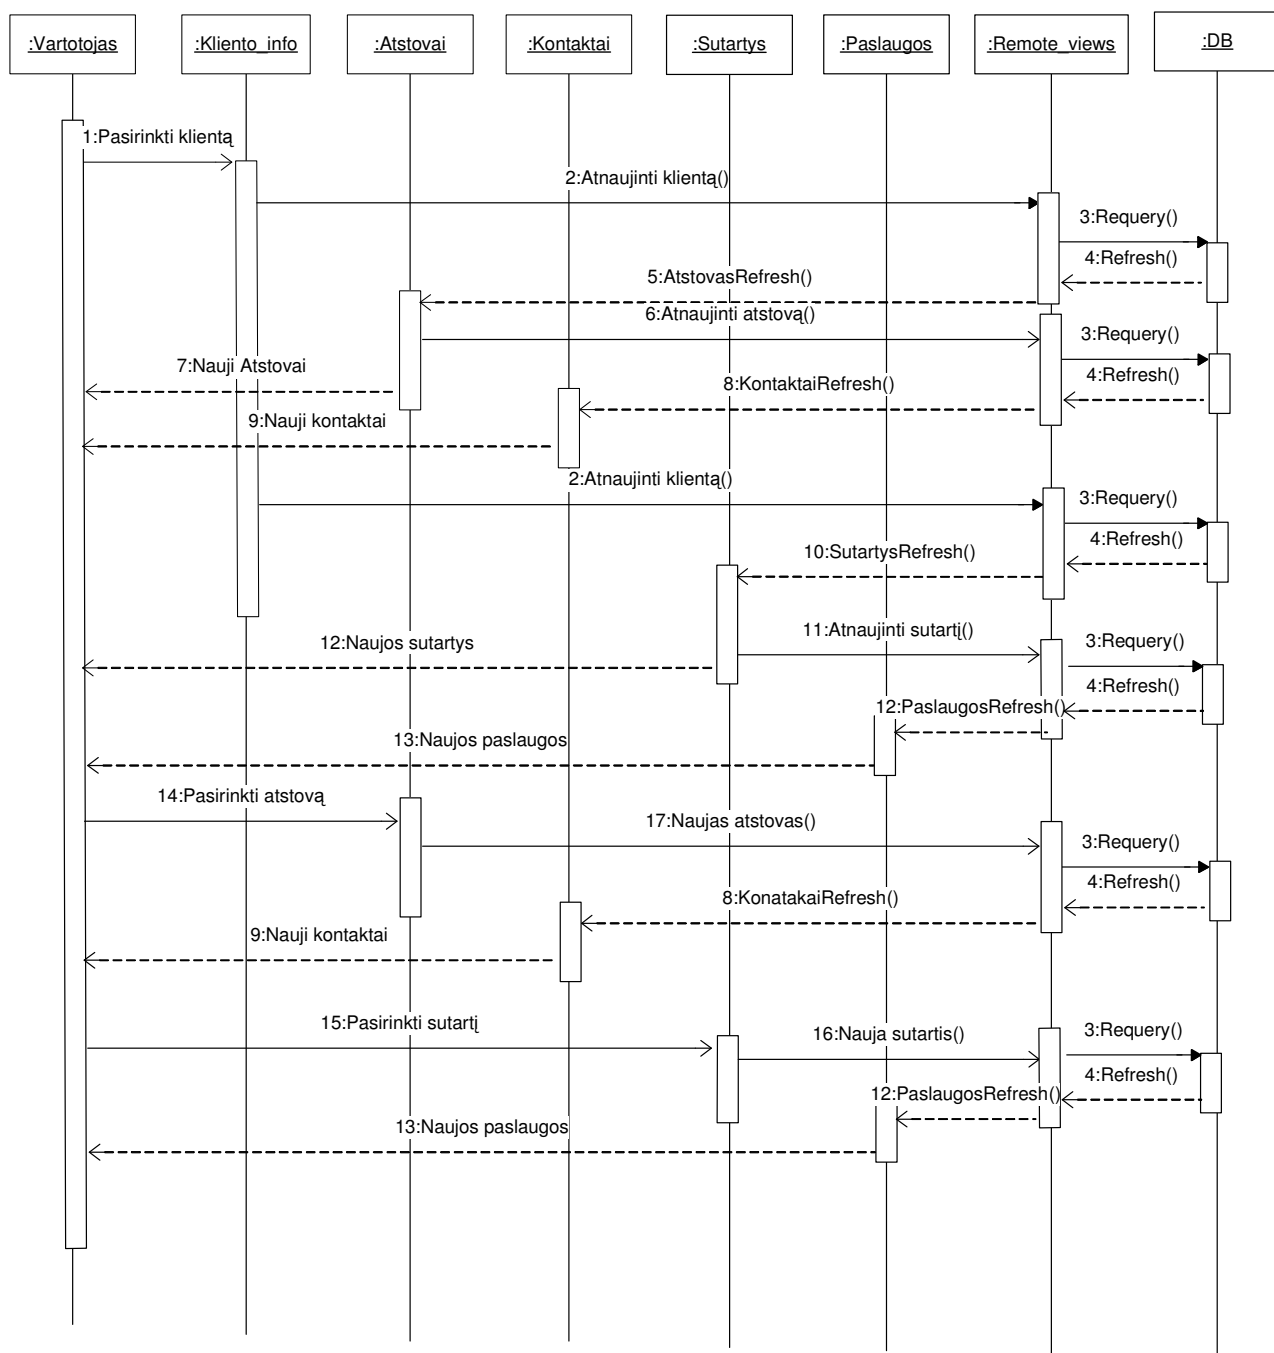 :Vartotojas
:Kliento_info
:Atstovai
:Kontaktai
:Sutartys
:Paslaugos
:Remote_views
:DB
1:Pasirinkti klientą
2:Atnaujinti klientą()
3:Requery()
4:Refresh()
5:AtstovasRefresh()
6:Atnaujinti atstovą()
3:Requery()
7:Nauji Atstovai
4:Refresh()
8:KontaktaiRefresh()
9:Nauji kontaktai
2:Atnaujinti klientą()
3:Requery()
4:Refresh()
10:SutartysRefresh()
11:Atnaujinti sutartį()
12:Naujos sutartys
3:Requery()
4:Refresh()
12:PaslaugosRefresh()
13:Naujos paslaugos
14:Pasirinkti atstovą
17:Naujas atstovas()
3:Requery()
4:Refresh()
8:KonatakaiRefresh()
9:Nauji kontaktai
15:Pasirinkti sutartį
16:Nauja sutartis()
3:Requery()
4:Refresh()
12:PaslaugosRefresh()
13:Naujos paslaugos